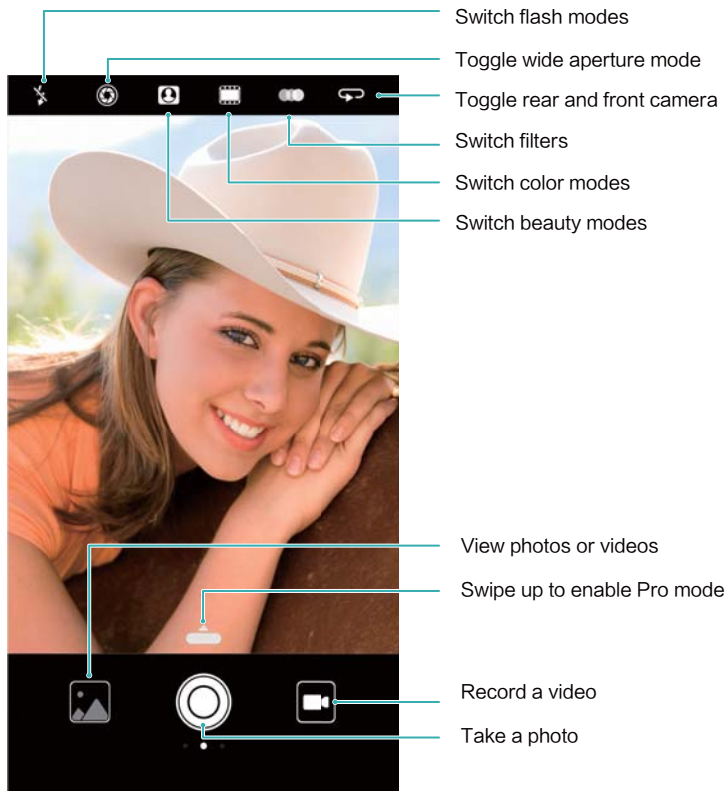 Switch flash modes
Toggle wide aperture mode
Toggle rear and front camera
Switch filters
Switch color modes
Switch beauty modes
View photos or videos
Swipe up to enable Pro mode
Record a video
Take a photo